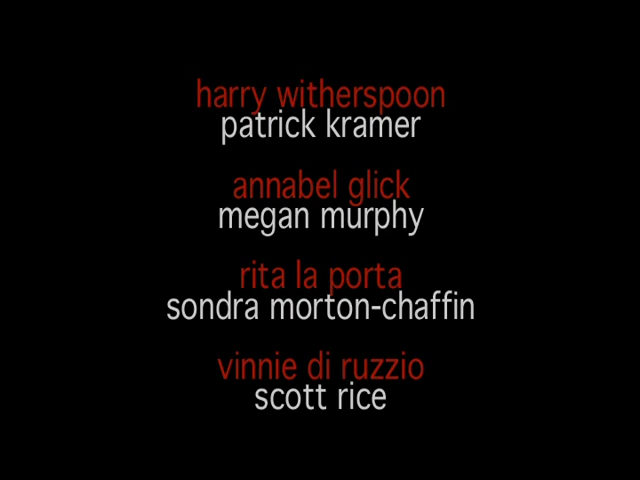 harry witherspoon
patrick kramer
annabel glick
megan murphy
rita la porta
sondra morton-chaffin
vinnie di ruzzio
scott rice